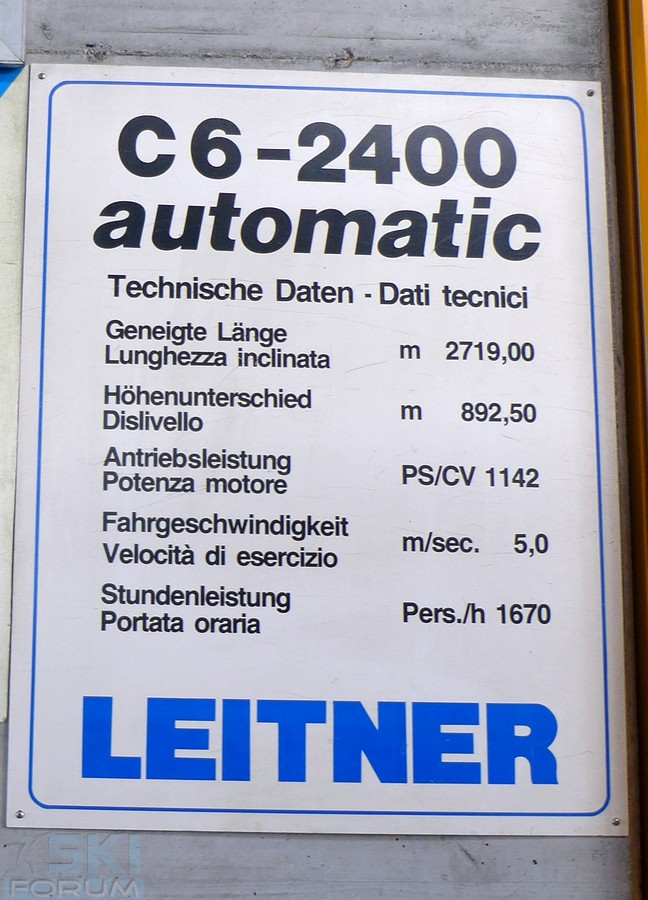 C6-2400
automatic
Technische Daten - Dati tecnici
Geneigte Länge
Lunghezza inclinata m 2719,00
Höhenunterschied
Dislivello m 892,50
Antriebsleistung
Potenza motore PS/CV 1142
Fahrgeschwindigkeit
Velocità di esercizio m/sec. 5,0
Stundenleistung
Portata oraria Pers./h 1670
LEITNER
SKI
FORUM